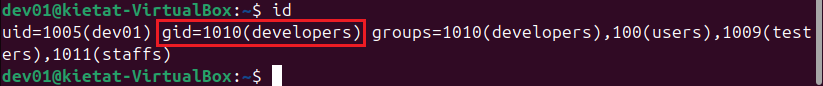 dev01@kietat-VirtualBox:~$ id
uid=1005(dev01) gid=1010(developers) groups=1010(developers),100(users),1009(test
ers),1011(staffs)
dev01@kietat-VirtualBox:~$